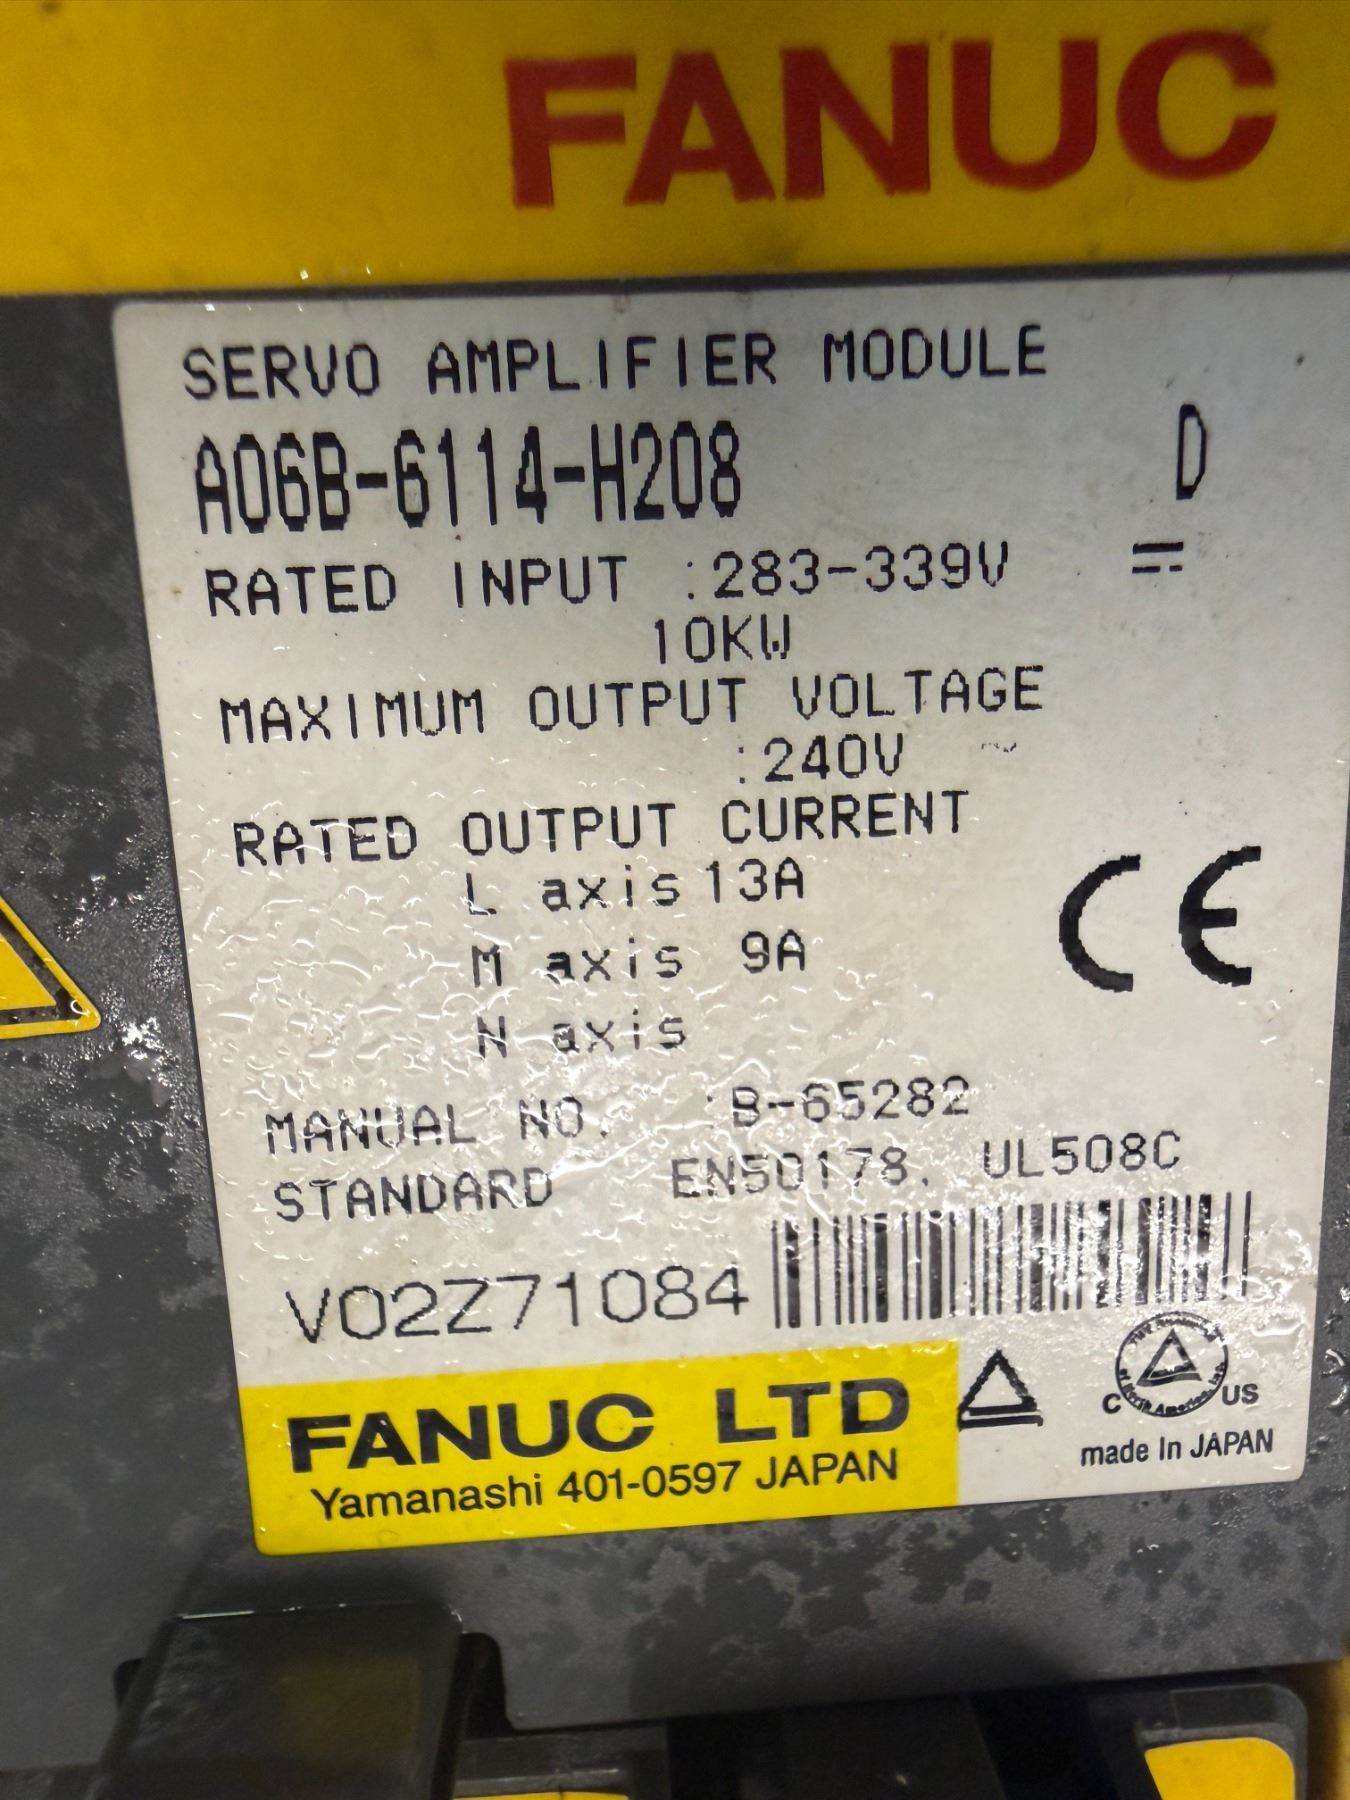 FANUC
SERVO AMPLIFIER MODULE
A06B-6114-H208 D
RATED INPUT :283-339V
10KW
MAXIMUM OUTPUT VOLTAGE
:240V ~
RATED OUTPUT CURRENT
L axis 13A
M axis 9A
N axis
MANUAL NO. :B-65282
STANDARD EN50178, UL508C
V02Z71084
FANUC LTD
Yamanashi 401-0597 JAPAN
CE
C US
made In JAPAN